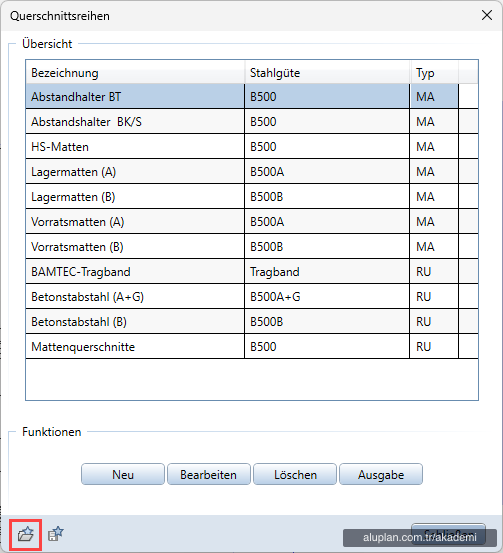 Querschnittsreihen
Übersicht
Bezeichnung Stahlgüte Typ
Abstandhalter BT B500 MA
Abstandshalter BK/S B500 MA
HS-Matten B500 MA
Lagermatten (A) B500A MA
Lagermatten (B) B500B MA
Vorratsmatten (A) B500A MA
Vorratsmatten (B) B500B MA
BAMTEC-Tragband Tragband RU
Betonstabstahl (A+G) B500A+G RU
Betonstabstahl (B) B500B RU
Mattenquerschnitte B500 RU
Funktionen
Neu Bearbeiten Löschen Ausgabe
aluplan.com.tr/akademi